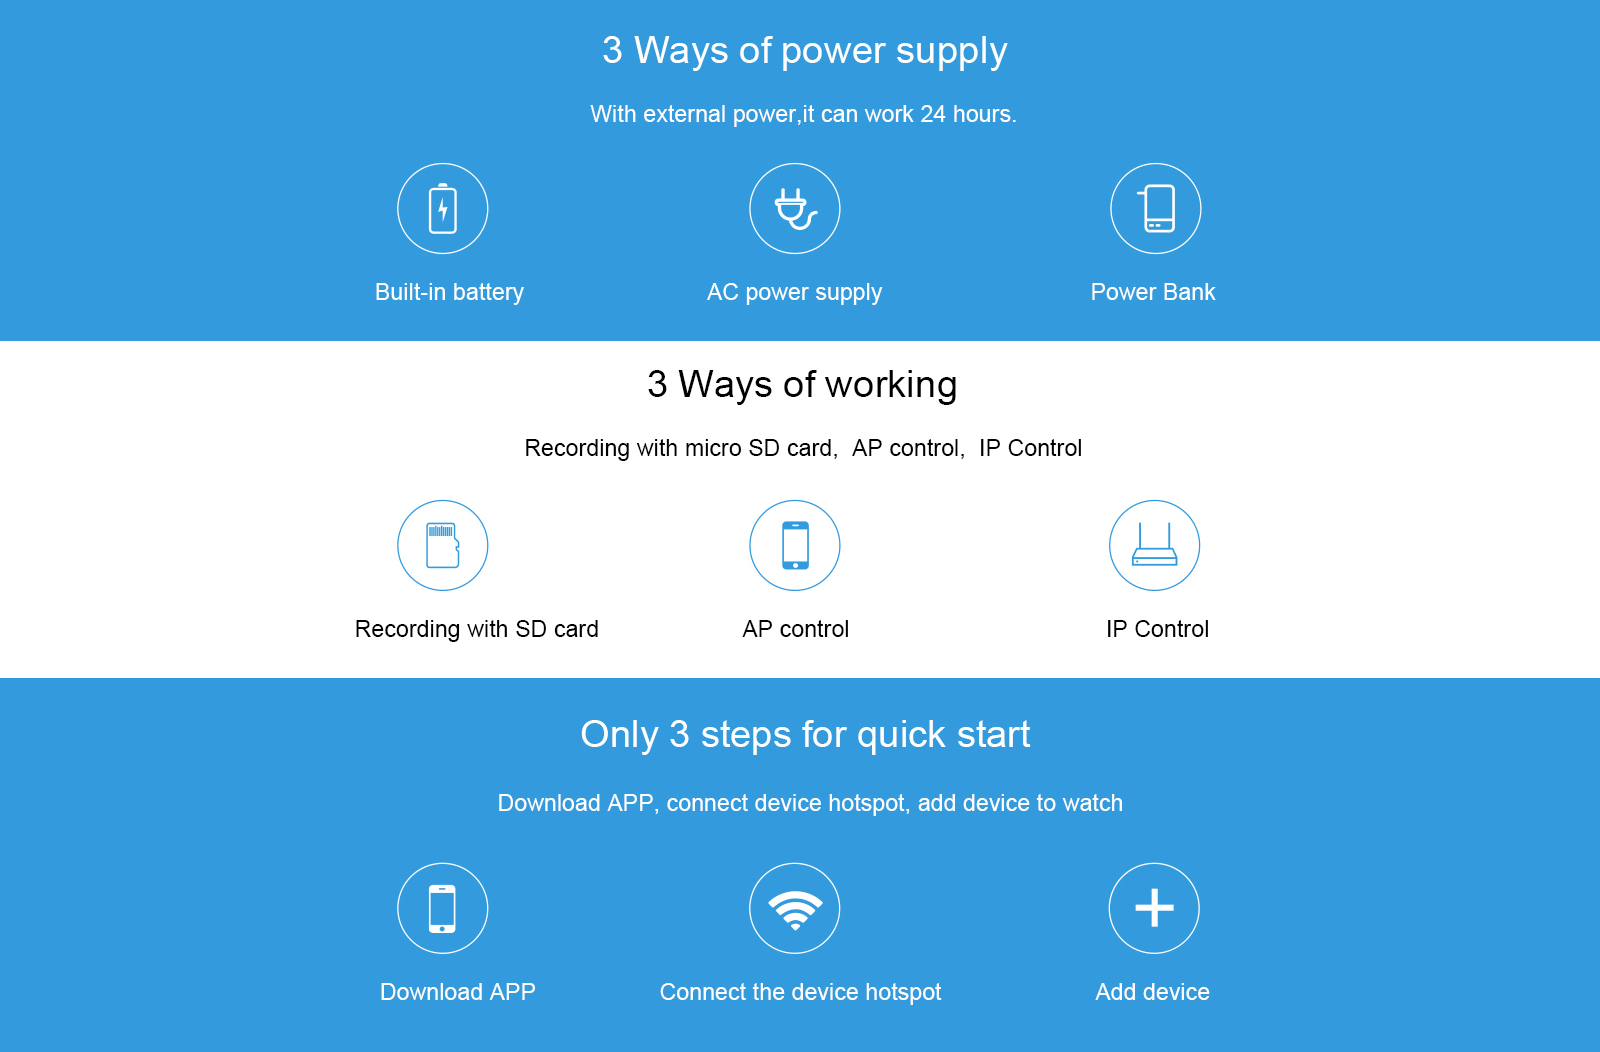 3 Ways of power supply
With external power,it can work 24 hours.
Built-in battery
AC power supply
Power Bank
3 Ways of working
Recording with micro SD card,  AP control,  IP Control
Recording with SD card
AP control
IP Control
Only 3 steps for quick start
Download APP, connect device hotspot, add device to watch
Download APP
Connect the device hotspot
Add device